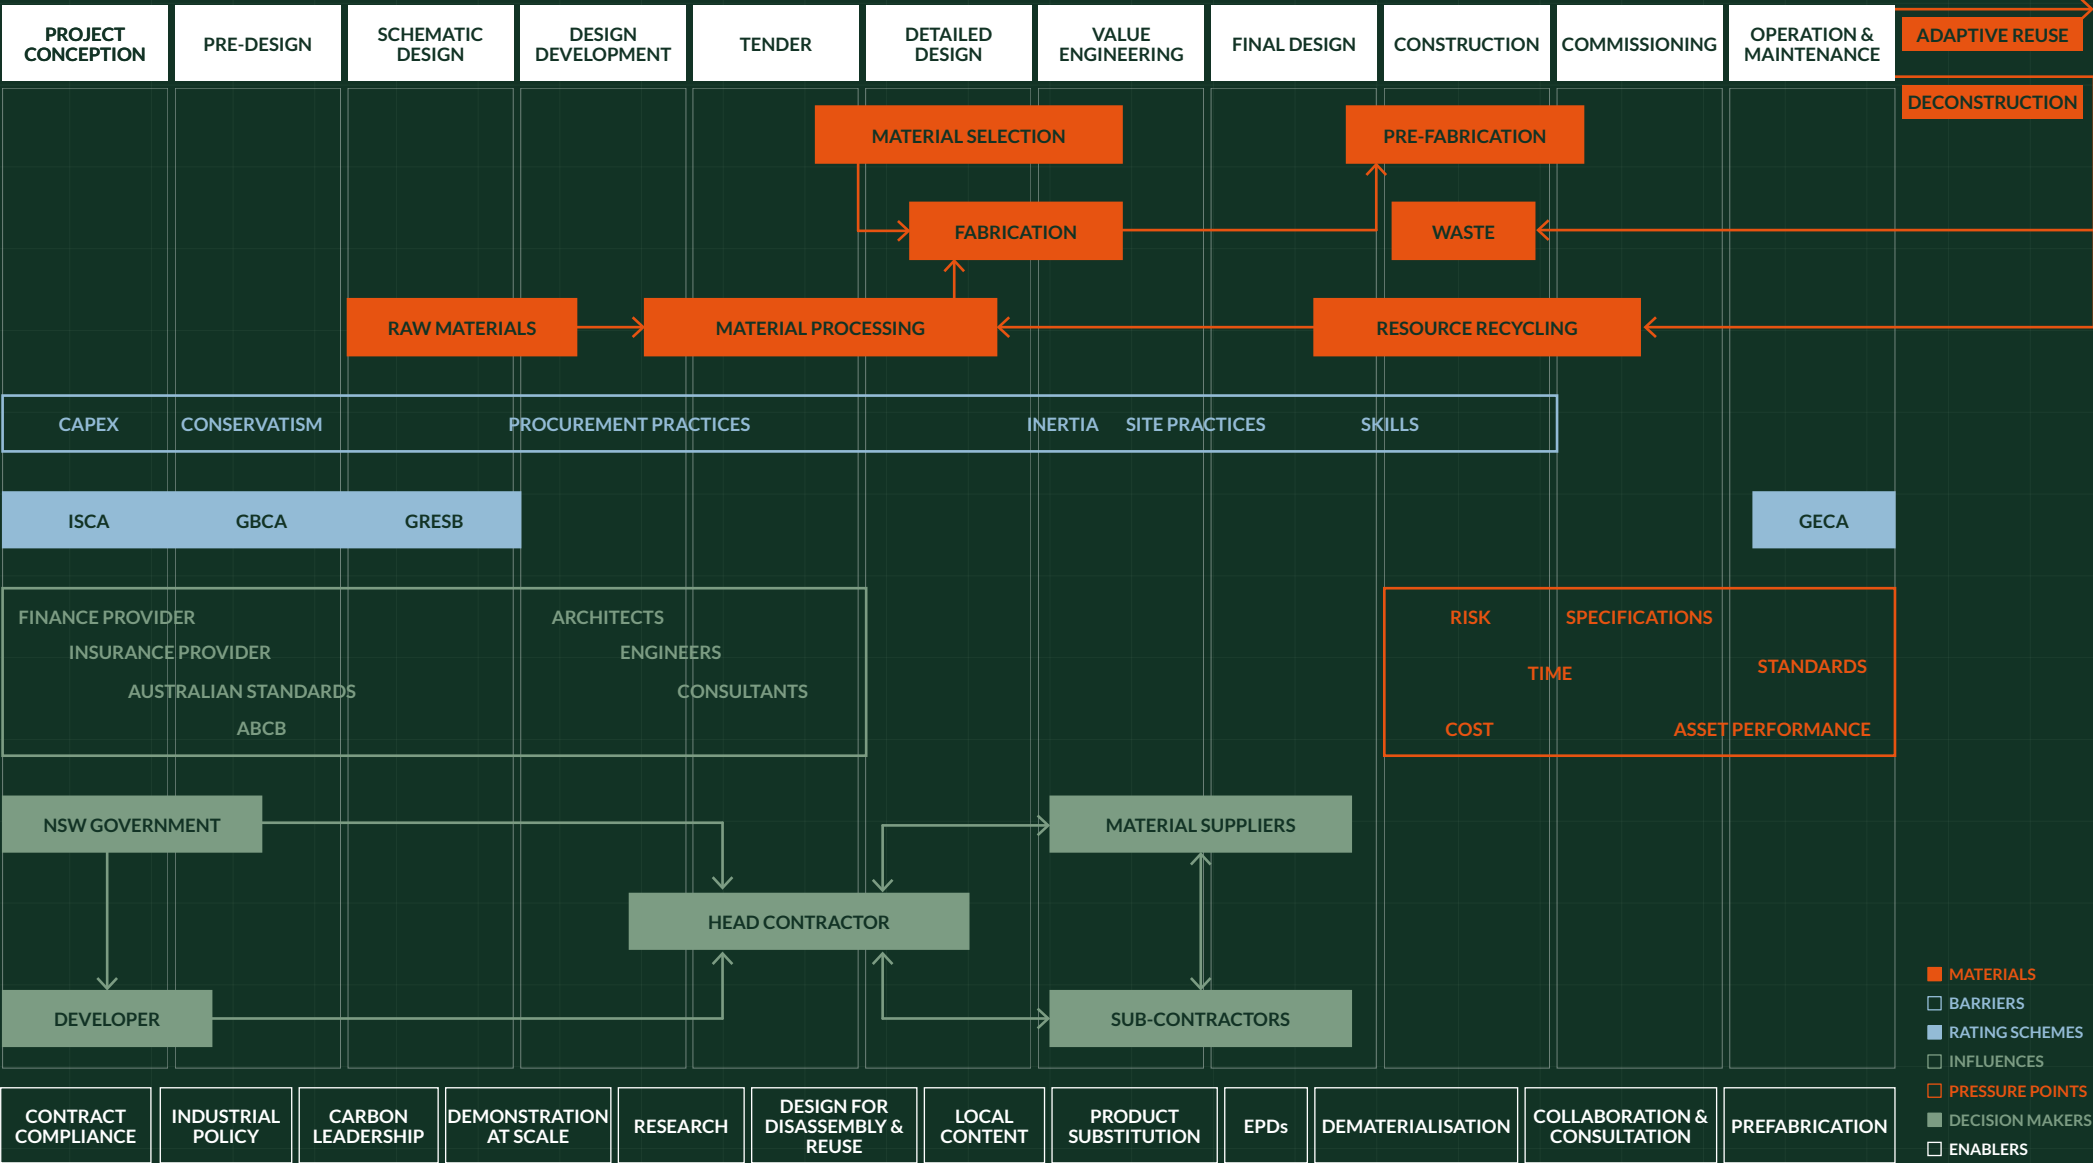 PROJECT
CONCEPTION
PRE-DESIGN
SCHEMATIC
DESIGN
DESIGN
DEVELOPMENT
TENDER
DETAILED
DESIGN
VALUE
ENGINEERING
FINAL DESIGN
CONSTRUCTION
COMMISSIONING
OPERATION &
MAINTENANCE
ADAPTIVE REUSE
DECONSTRUCTION
MATERIAL SELECTION
PRE-FABRICATION
FABRICATION
WASTE
RAW MATERIALS
MATERIAL PROCESSING
RESOURCE RECYCLING
CAPEX
CONSERVATISM
PROCUREMENT PRACTICES
INERTIA
SITE PRACTICES
SKILLS
ISCA
GBCA
GRESB
GECA
FINANCE PROVIDER
INSURANCE PROVIDER
AUSTRALIAN STANDARDS
ABCB
ARCHITECTS
ENGINEERS
CONSULTANTS
RISK
SPECIFICATIONS
TIME
STANDARDS
COST
ASSET PERFORMANCE
NSW GOVERNMENT
MATERIAL SUPPLIERS
HEAD CONTRACTOR
DEVELOPER
SUB-CONTRACTORS
MATERIALS
BARRIERS
RATING SCHEMES
INFLUENCES
PRESSURE POINTS
DECISION MAKERS
ENABLERS
CONTRACT
COMPLIANCE
INDUSTRIAL
POLICY
CARBON
LEADERSHIP
DEMONSTRATION
AT SCALE
RESEARCH
DESIGN FOR
DISASSEMBLY &
REUSE
LOCAL
CONTENT
PRODUCT
SUBSTITUTION
EPDs
DEMATERIALISATION
COLLABORATION &
CONSULTATION
PREFABRICATION